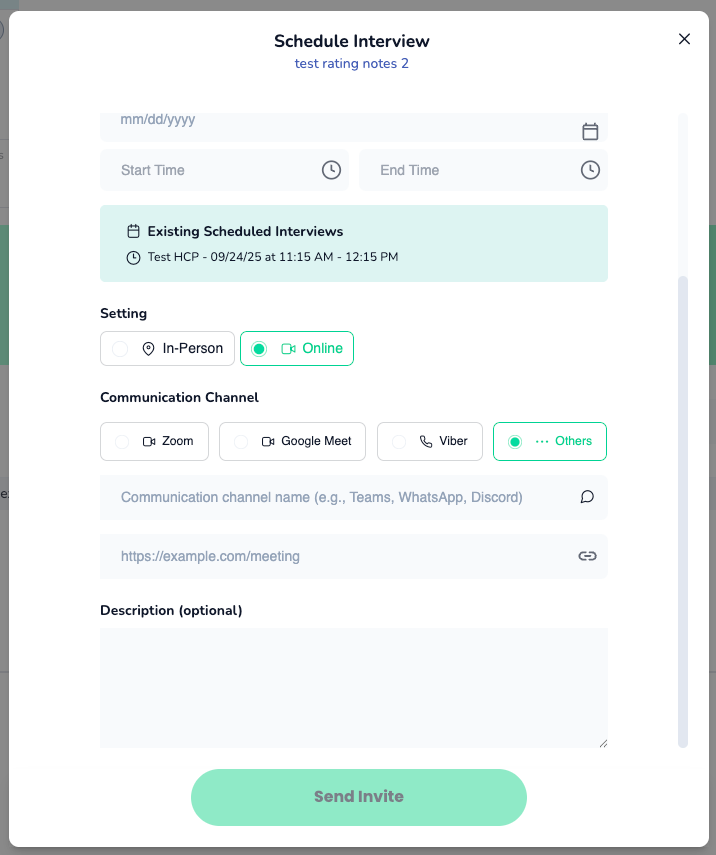 Schedule Interview
test rating notes 2
mm/dd/yyyy
Start Time
End Time
Existing Scheduled Interviews
Test HCP - 09/24/25 at 11:15 AM - 12:15 PM
Setting
In-Person
Online
Communication Channel
Zoom
Google Meet
Viber
Others
Communication channel name (e.g., Teams, WhatsApp, Discord)
https://example.com/meeting
Description (optional)
Send Invite